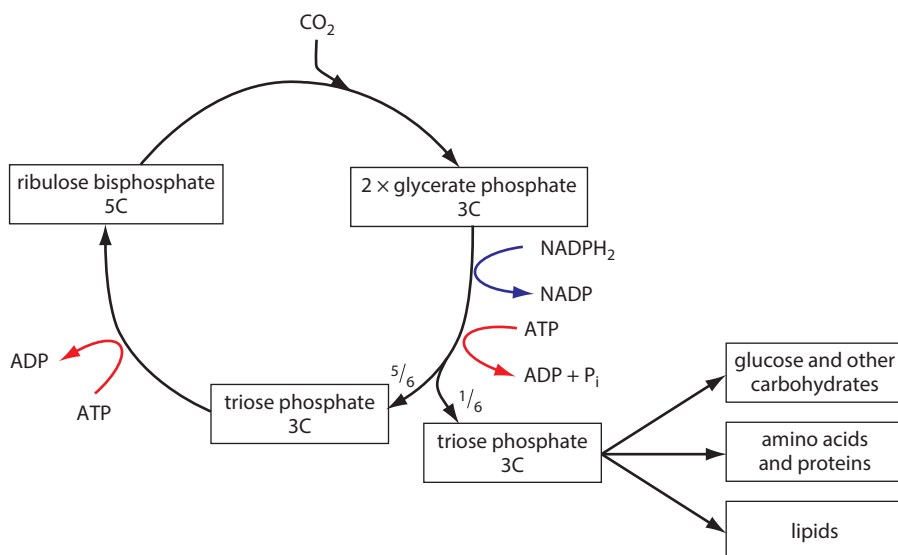 CO₂
ribulose bisphosphate
5C
2 × glycerate phosphate
3C
NADPH₂
NADP
ATP
ADP + Pᵢ
ADP
ATP
5/6
1/6
triose phosphate
3C
triose phosphate
3C
glucose and other
carbohydrates
amino acids
and proteins
lipids